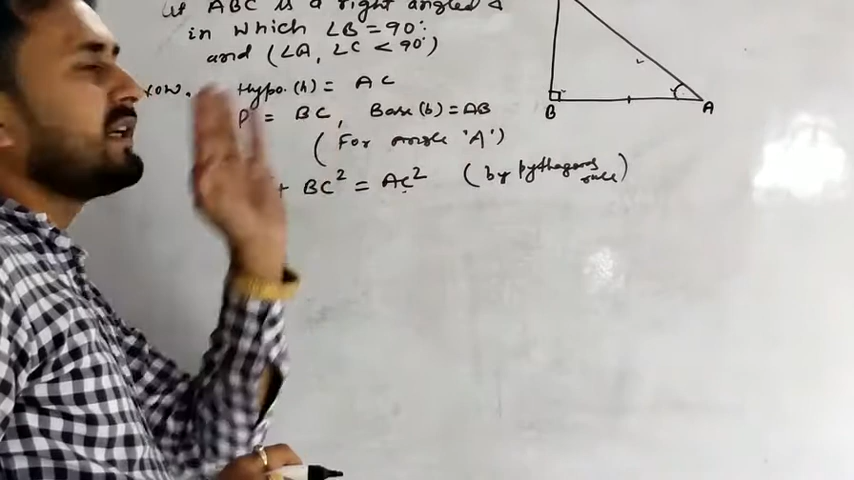 let ABC is a right angled Δ
in which ∠B = 90°.
and (∠A, ∠C < 90°)
Now, Hypo.(h) = AC
P = BC, Base(b) = AB
(For angle 'A')
+ BC² = AC² (by pythagoras rule)
B
A